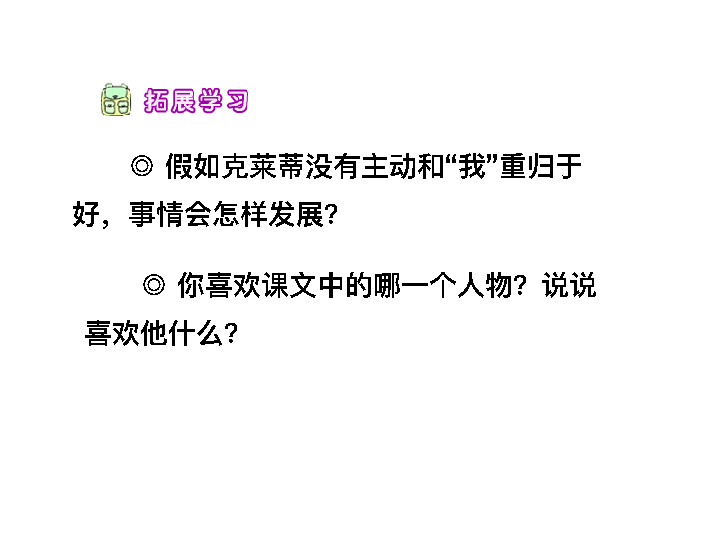 拓展学习
◎ 假如克莱蒂没有主动和“我”重归于
好，事情会怎样发展？
◎ 你喜欢课文中的哪一个人物？说说
喜欢他什么？